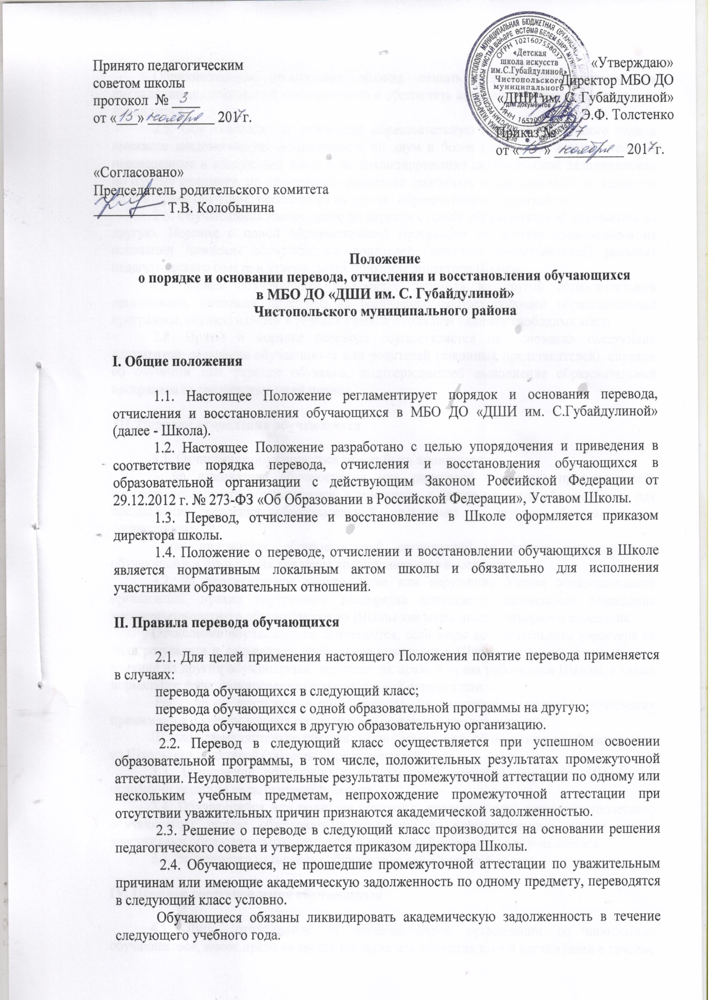 Принято педагогическим
советом школы
протокол № 3
от «15» ноября 2017г.
«Утверждаю»
Директор МБО ДО
«ДШИ им. С. Губайдулиной»
Э.Ф. Толстенко
Приказ №
от «15» ноября 2017г.
«Детская
школа искусств
им.С.Губайдулиной»
Чистопольского
муниципального
района
для документов
ОГРН 1021607558037
«Согласовано»
Председатель родительского комитета
Т.В. Колобынина
Положение
о порядке и основании перевода, отчисления и восстановления обучающихся
в МБО ДО «ДШИ им. С. Губайдулиной»
Чистопольского муниципального района
I. Общие положения
1.1. Настоящее Положение регламентирует порядок и основания перевода,
отчисления и восстановления обучающихся в МБО ДО «ДШИ им. С.Губайдулиной»
(далее - Школа).
1.2. Настоящее Положение разработано с целью упорядочения и приведения в
соответствие порядка перевода, отчисления и восстановления обучающихся в
образовательной организации с действующим Законом Российской Федерации от
29.12.2012 г. № 273-ФЗ «Об Образовании в Российской Федерации», Уставом Школы.
1.3. Перевод, отчисление и восстановление в Школе оформляется приказом
директора школы.
1.4. Положение о переводе, отчислении и восстановлении обучающихся в Школе
является нормативным локальным актом школы и обязательно для исполнения
участниками образовательных отношений.
II. Правила перевода обучающихся
2.1. Для целей применения настоящего Положения понятие перевода применяется
в случаях:
перевода обучающихся в следующий класс;
перевода обучающихся с одной образовательной программы на другую;
перевода обучающихся в другую образовательную организацию.
2.2. Перевод в следующий класс осуществляется при успешном освоении
образовательной программы, в том числе, положительных результатах промежуточной
аттестации. Неудовлетворительные результаты промежуточной аттестации по одному или
нескольким учебным предметам, непрохождение промежуточной аттестации при
отсутствии уважительных причин признаются академической задолженностью.
2.3. Решение о переводе в следующий класс производится на основании решения
педагогического совета и утверждается приказом директора Школы.
2.4. Обучающиеся, не прошедшие промежуточной аттестации по уважительным
причинам или имеющие академическую задолженность по одному предмету, переводятся
в следующий класс условно.
Обучающиеся обязаны ликвидировать академическую задолженность в течение
следующего учебного года.